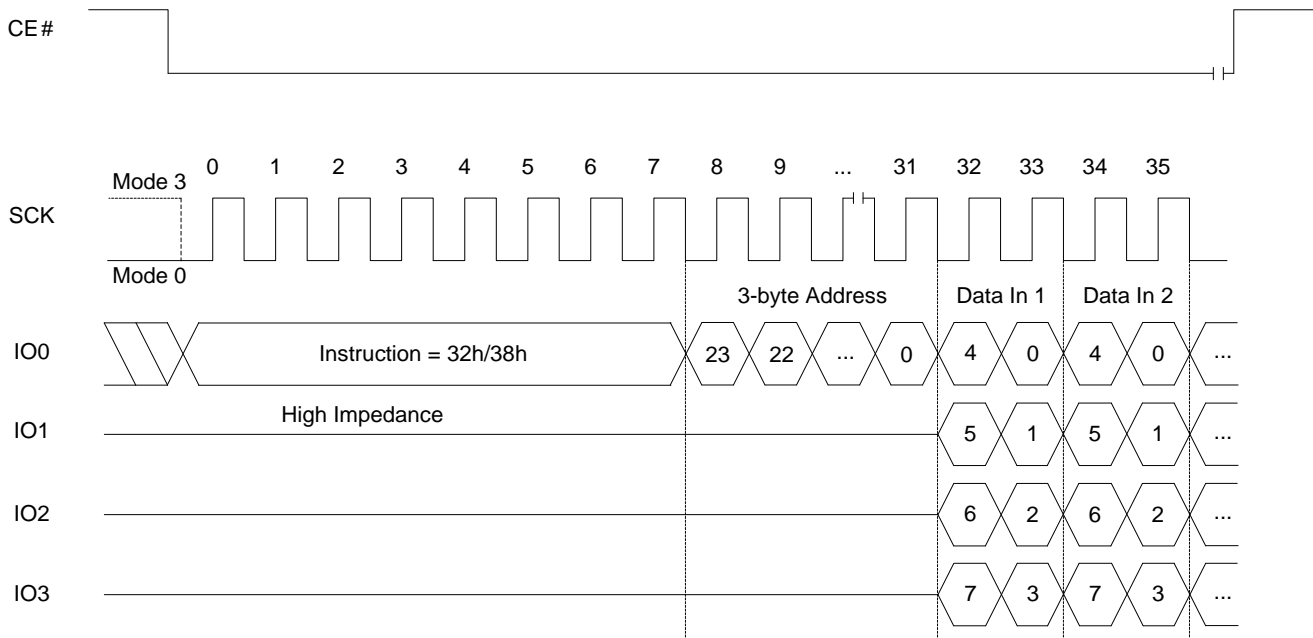 CE#
0 1 2 3 4 5 6 7 8 9 ... 31 32 33 34 35
Mode 3
SCK
Mode 0
3-byte Address Data In 1 Data In 2
IO0 Instruction = 32h/38h 23 22 ... 0 4 0 4 0 ...
High Impedance
IO1 5 1 5 1 ...
IO2 6 2 6 2 ...
IO3 7 3 7 3 ...